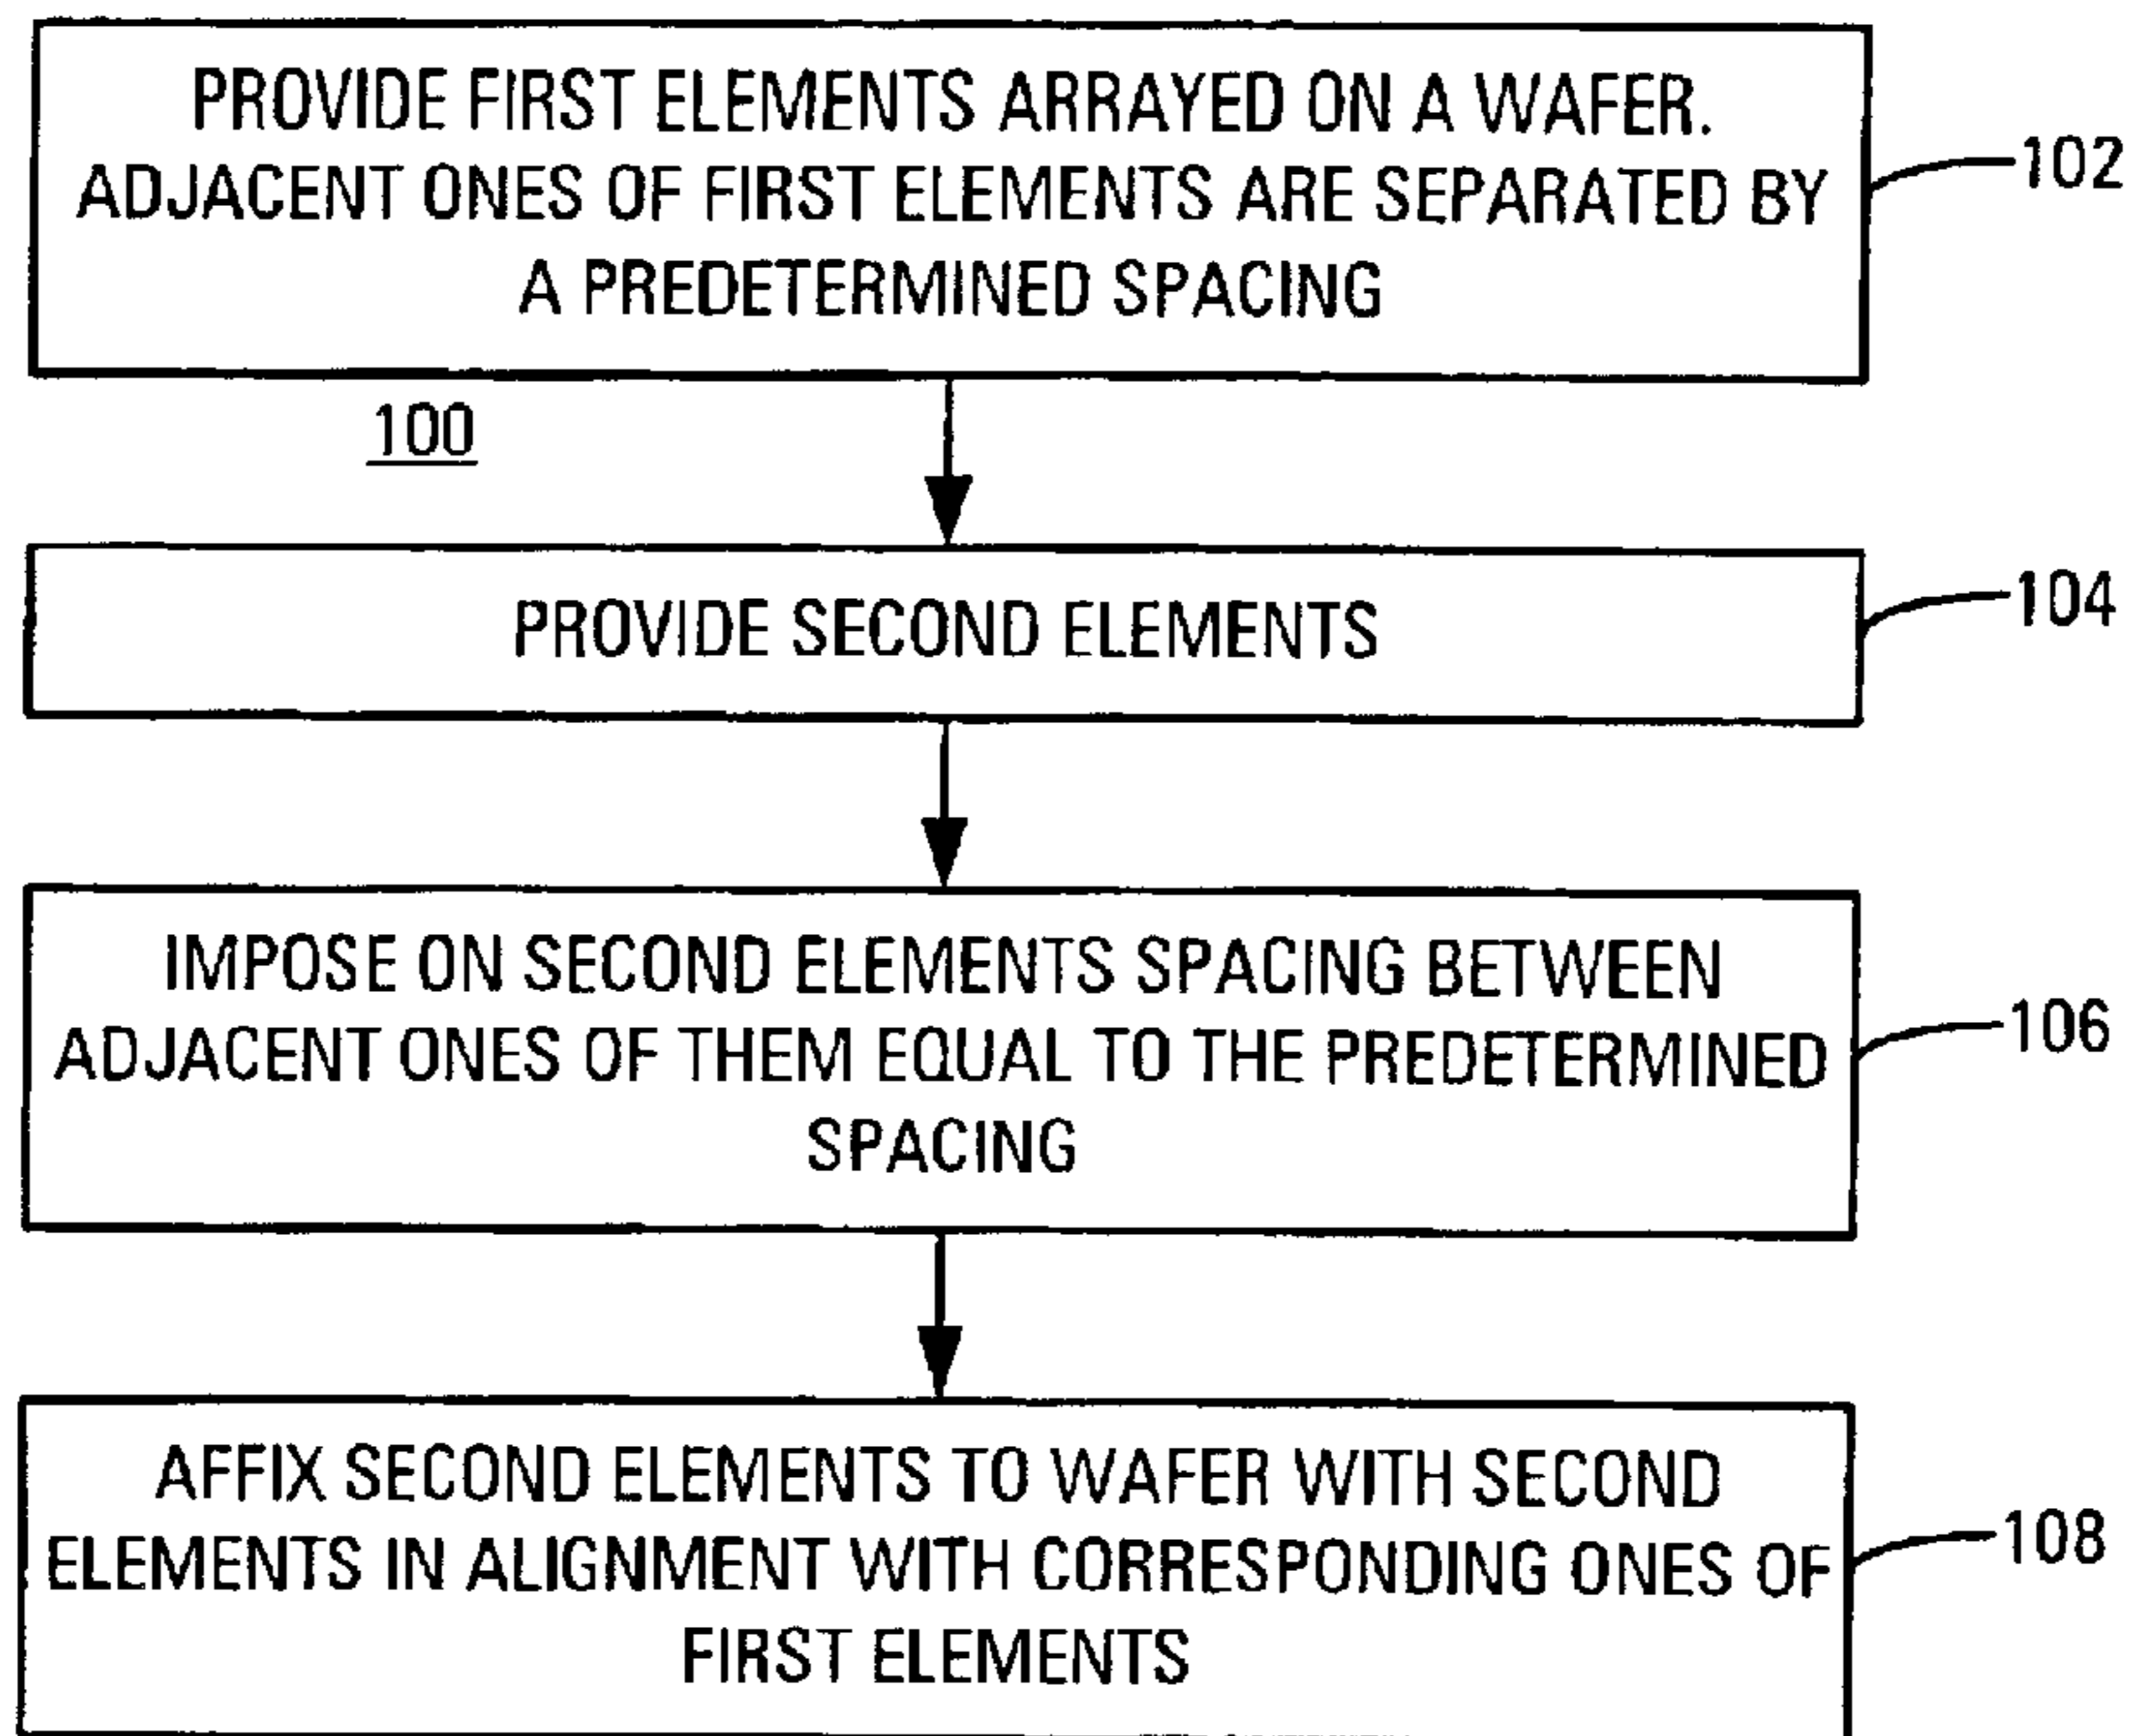 PROVIDE FIRST ELEMENTS ARRAYED ON A WAFER.
ADJACENT ONES OF FIRST ELEMENTS ARE SEPARATED BY
A PREDETERMINED SPACING
102
100
PROVIDE SECOND ELEMENTS
104
IMPOSE ON SECOND ELEMENTS SPACING BETWEEN
ADJACENT ONES OF THEM EQUAL TO THE PREDETERMINED
SPACING
106
AFFIX SECOND ELEMENTS TO WAFER WITH SECOND
ELEMENTS IN ALIGNMENT WITH CORRESPONDING ONES OF
FIRST ELEMENTS
108